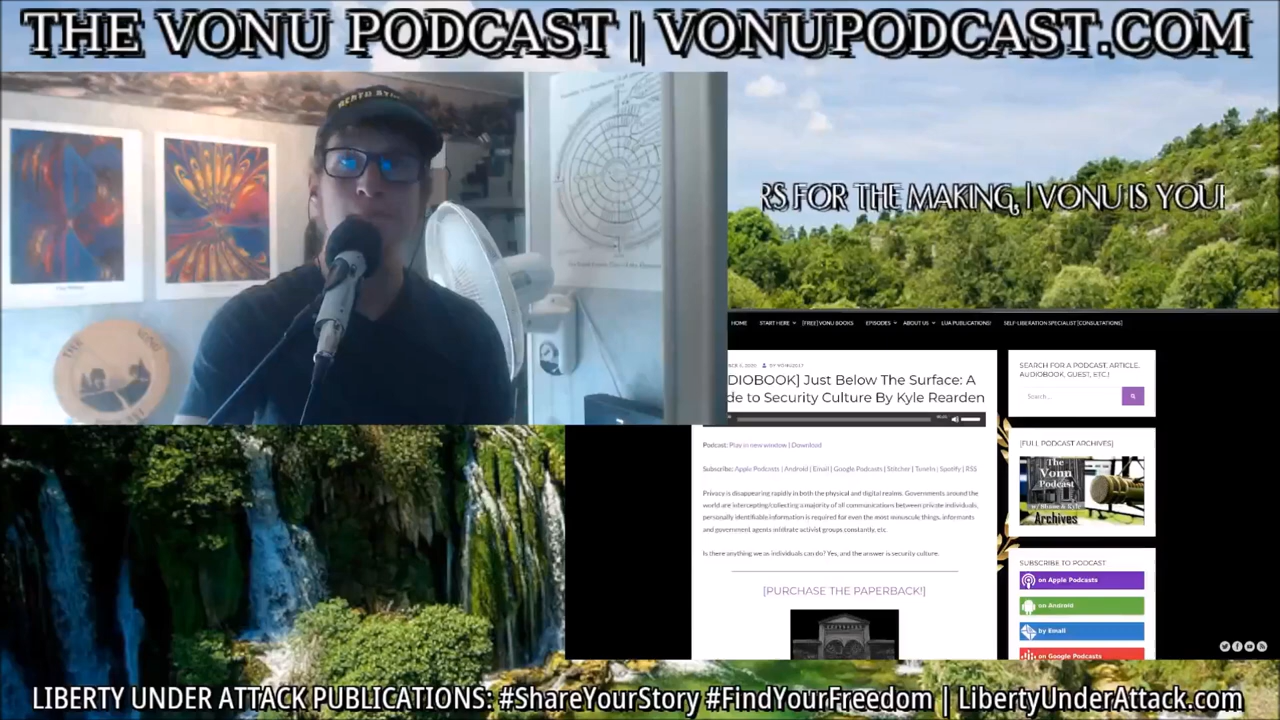 THE VONU PODCAST | VONUPODCAST.COM
RS FOR THE MAKING, | VONU IS YOUR
HOME START HERE [FREE] VONU BOOKS EPISODES ABOUT US LUA PUBLICATIONS! SELF-LIBERATION SPECIALIST [CONSULTATIONS]
BY VONU2017
DIOBOOK] Just Below The Surface: A
de to Security Culture By Kyle Rearden
Podcast: Play in new window | Download
Subscribe: Apple Podcasts | Android | Email | Google Podcasts | Stitcher | TuneIn | Spotify | RSS
Privacy is disappearing rapidly in both the physical and digital realms. Governments around the
world are intercepting/collecting a majority of all communications between private individuals,
personally identifiable information is required for even the most minuscule things, informants
and government agents infiltrate activist groups constantly, etc.
Is there anything we as individuals can do? Yes, and the answer is security culture.
[PURCHASE THE PAPERBACK!]
SEARCH FOR A PODCAST, ARTICLE,
AUDIOBOOK, GUEST, ETC.!
Search...
[FULL PODCAST ARCHIVES]
The
Vonu
Podcast
w/Shane & Kyle
Archives
SUBSCRIBE TO PODCAST
on Apple Podcasts
on Android
by Email
on Google Podcasts
LIBERTY UNDER ATTACK PUBLICATIONS: #ShareYourStory #FindYourFreedom | LibertyUnderAttack.com